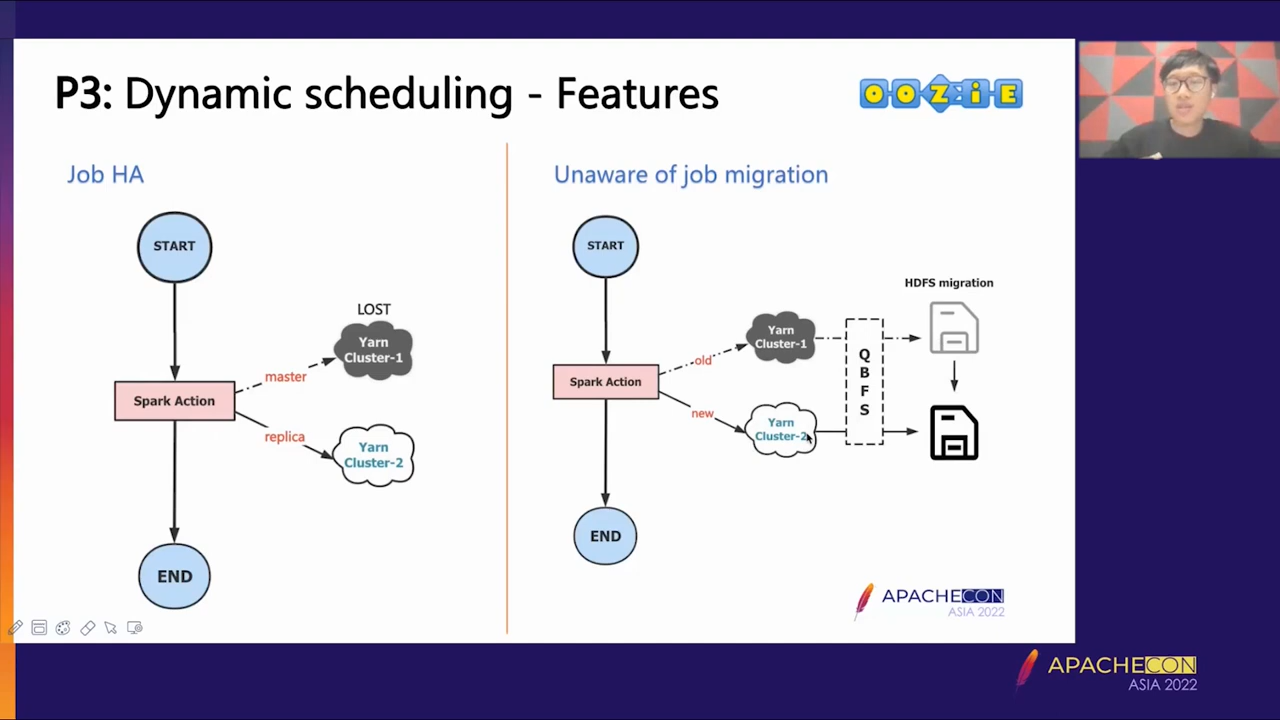 P3: Dynamic scheduling - Features
OOZiE
Job HA
START
LOST
Yarn
Cluster-1
master
Spark Action
replica
Yarn
Cluster-2
END
Unaware of job migration
START
HDFS migration
Yarn
Cluster-1
old
Spark Action
new
Yarn
Cluster-2
Q
B
F
S
END
APACHECON
ASIA 2022
APACHECON
ASIA 2022